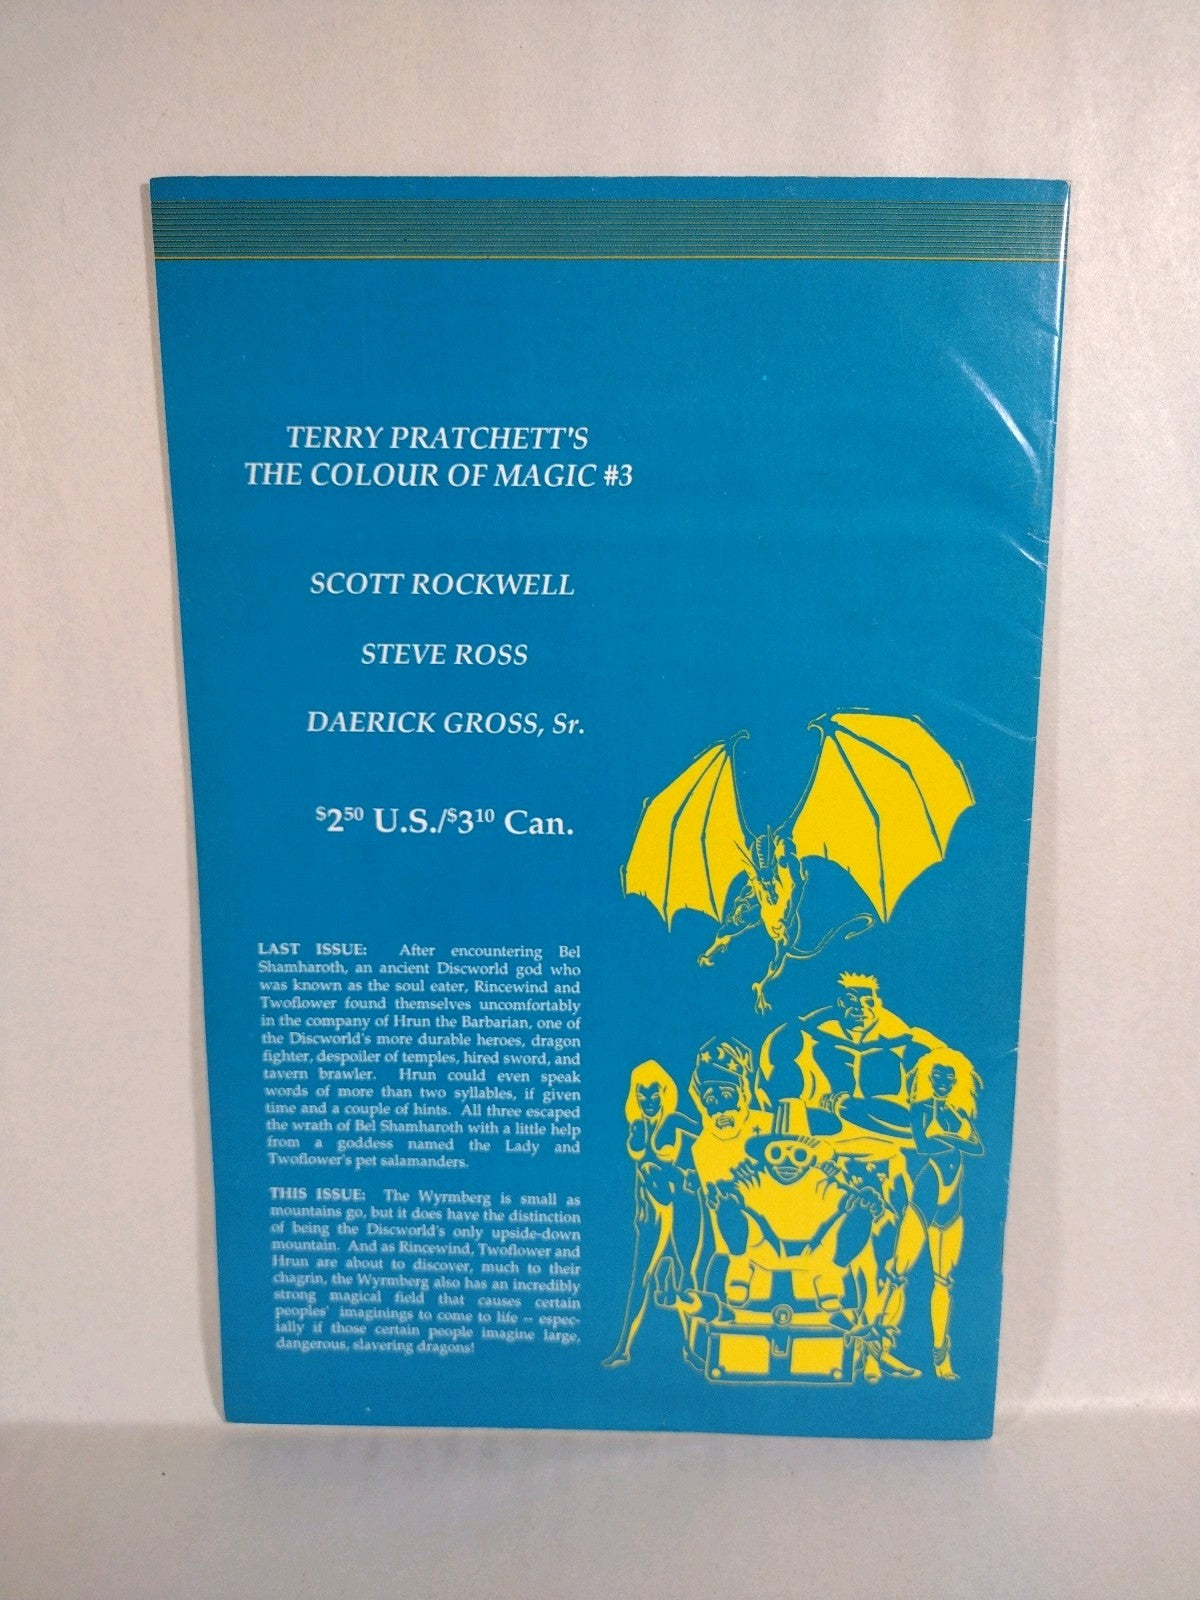 TERRY PRATCHETT'S
THE COLOUR OF MAGIC #3
SCOTT ROCKWELL
STEVE ROSS
DAERICK GROSS, Sr.
$250 U.S./$310 Can.
LAST ISSUE: After encountering Bel
Shamharoth, an ancient Discworld god who
was known as the soul eater, Rincewind and
Twoflower found themselves uncomfortably
in the company of Hrun the Barbarian, one of
the Discworld's more durable heroes, dragon
fighter, despoiler of temples, hired sword, and
tavern brawler. Hrun could even speak
words of more than two syllables, if given
time and a couple of hints. All three escaped
the wrath of Bel Shamharoth with a little help
from a goddess named the Lady and
Twoflower's pet salamanders.
THIS ISSUE: The Wyrmberg is small as
mountains go, but it does have the distinction
of being the Discworld's only upside-down
mountain. And as Rincewind, Twoflower and
Hrun are about to discover, much to their
chagrin, the Wyrmberg also has an incredibly
strong magical field that causes certain
peoples' imaginings to come to life -- espec-
ially if those certain people imagine large,
dangerous, slavering dragons!